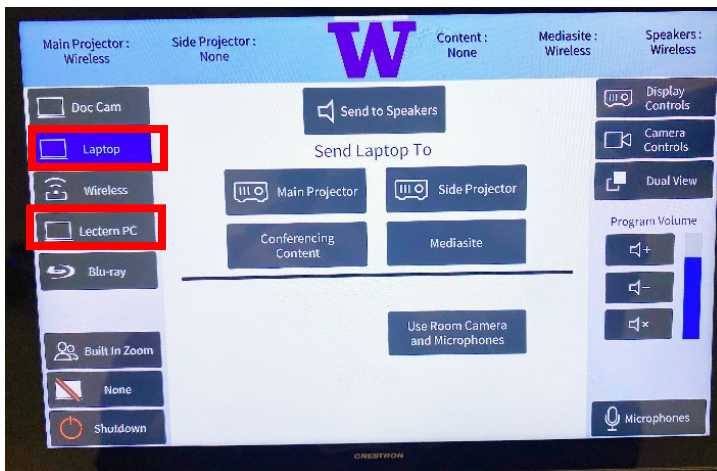 Main Projector :
Wireless
Side Projector :
None
W
Content :
None
Mediasite :
Wireless
Speakers :
Wireless
Doc Cam
Laptop
Wireless
Lectern PC
Blu-ray
Built In Zoom
None
Shutdown
Send to Speakers
Send Laptop To
Main Projector
Side Projector
Conferencing
Content
Mediasite
Use Room Camera
and Microphones
Display
Controls
Camera
Controls
Dual View
Program Volume
+
−
×
Microphones
CRESTRON